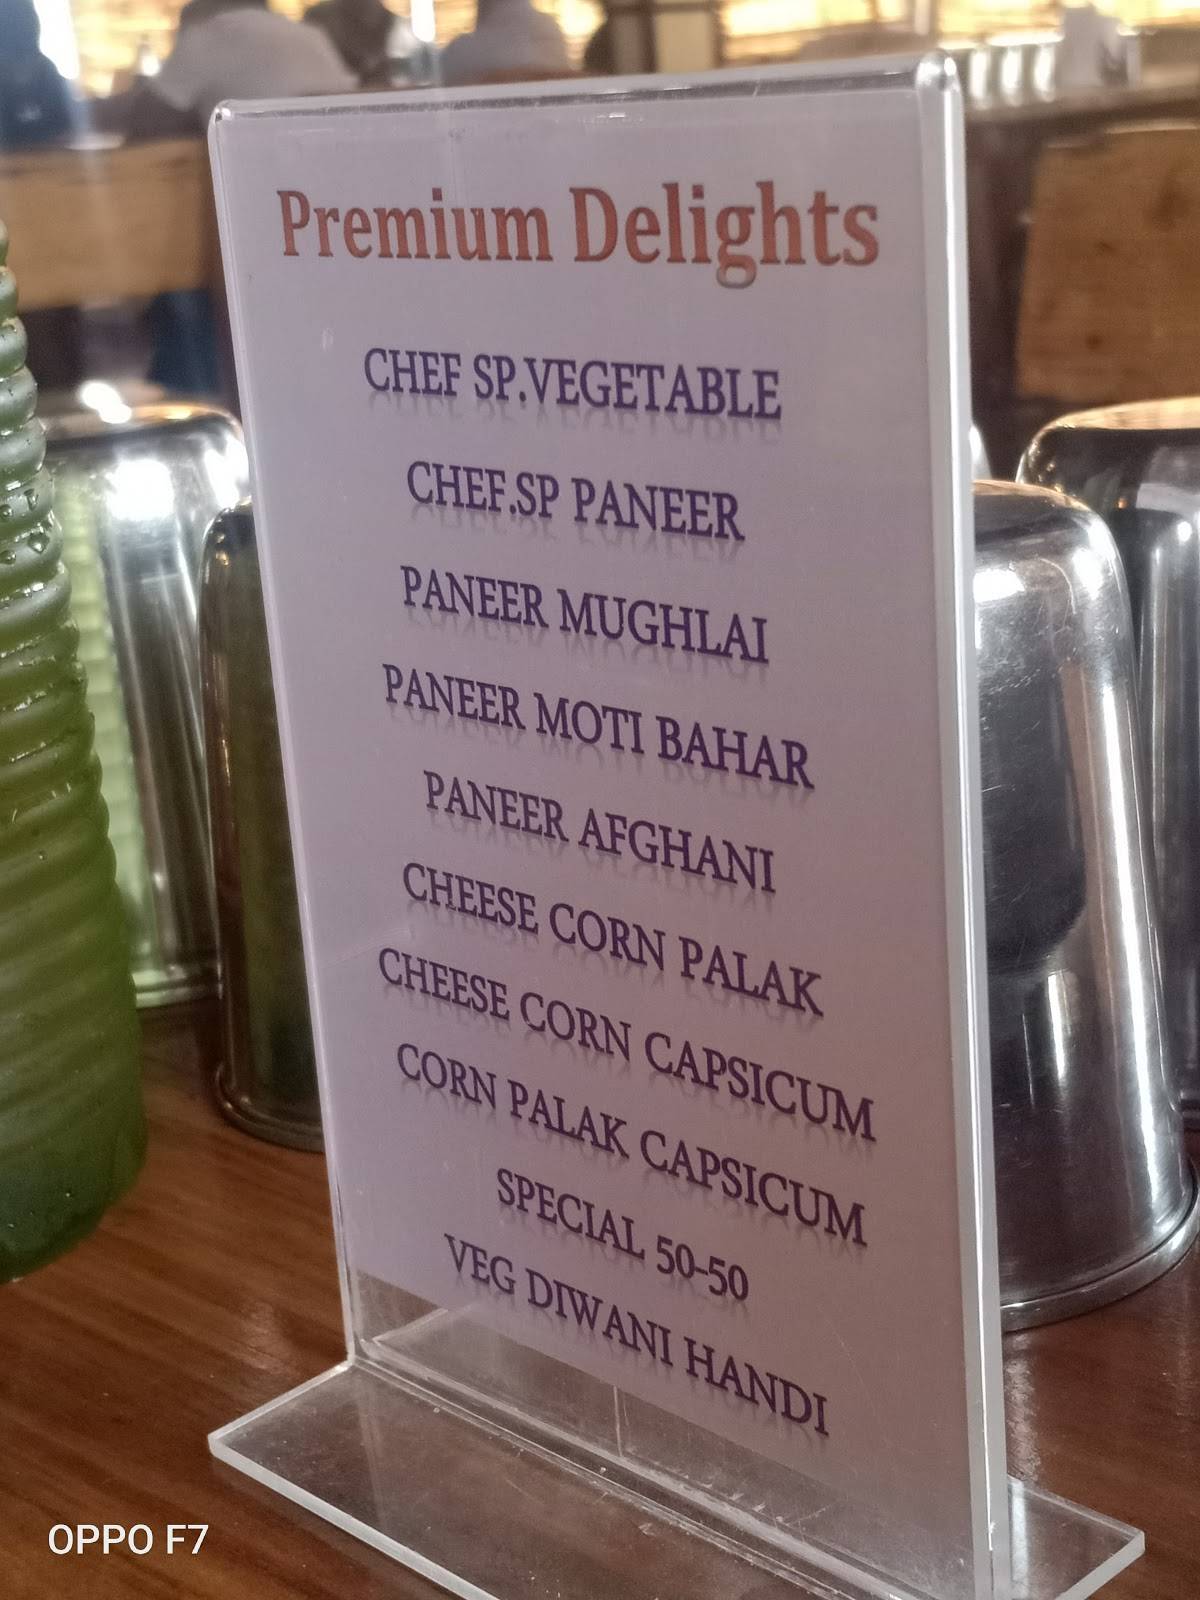 Premium Delights
CHEF SP.VEGETABLE
CHEF.SP PANEER
PANEER MUGHLAI
PANEER MOTI BAHAR
PANEER AFGHANI
CHEESE CORN PALAK
CHEESE CORN CAPSICUM
CORN PALAK CAPSICUM
SPECIAL 50-50
VEG DIWANI HANDI
OPPO F7